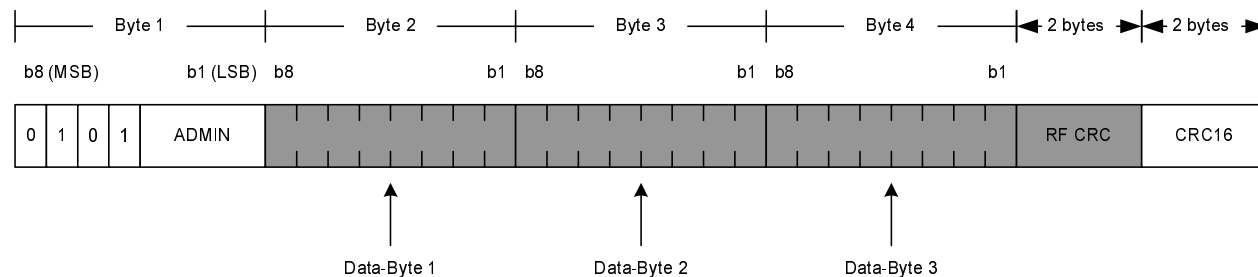 Byte 1 Byte 2 Byte 3 Byte 4 2 bytes 2 bytes
b8 (MSB) b1 (LSB) b8 b1 b8 b1 b8 b1
0 1 0 1 ADMIN RF CRC CRC16
Data-Byte 1 Data-Byte 2 Data-Byte 3